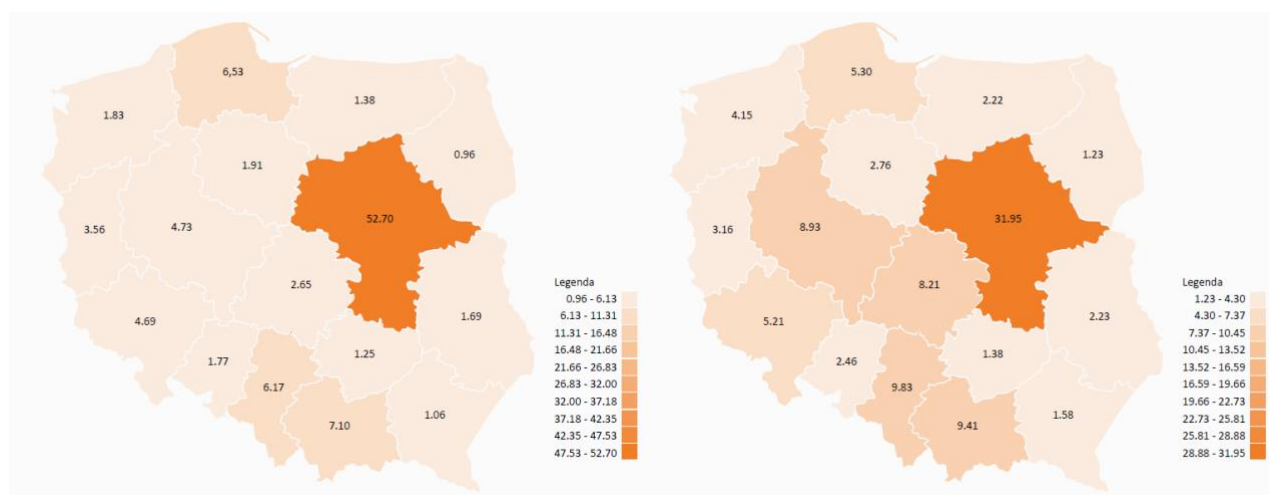 6,53
1.38
1.83
1.91
0.96
52.70
3.56
4.73
2.65
4.69
1.69
1.77
1.25
6.17
1.06
7.10
Legenda
0.96 - 6.13
6.13 - 11.31
11.31 - 16.48
16.48 - 21.66
21.66 - 26.83
26.83 - 32.00
32.00 - 37.18
37.18 - 42.35
42.35 - 47.53
47.53 - 52.70
5.30
2.22
4.15
2.76
1.23
31.95
3.16
8.93
8.21
5.21
2.23
2.46
1.38
9.83
1.58
9.41
Legenda
1.23 - 4.30
4.30 - 7.37
7.37 - 10.45
10.45 - 13.52
13.52 - 16.59
16.59 - 19.66
19.66 - 22.73
22.73 - 25.81
25.81 - 28.88
28.88 - 31.95